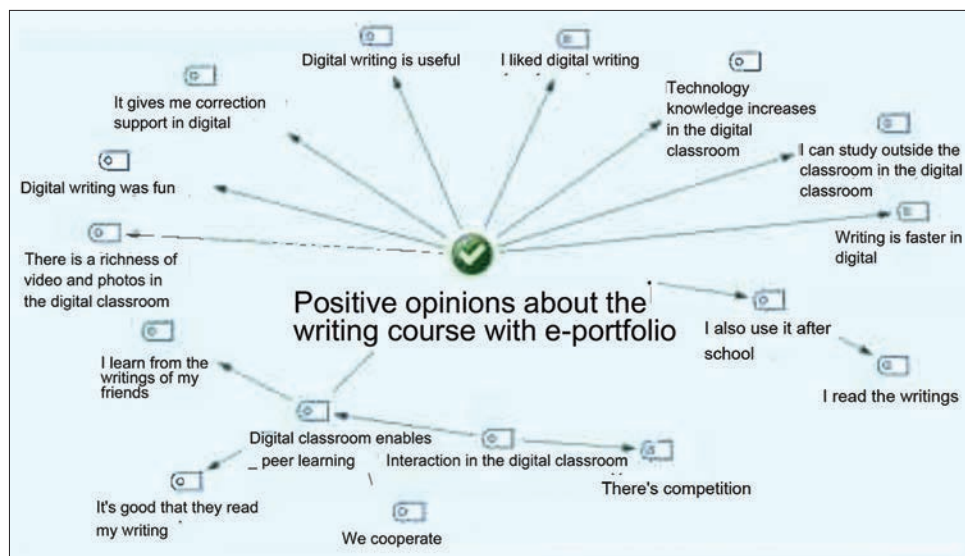 Digital writing is useful
I liked digital writing
It gives me correction
support in digital
Technology
knowledge increases
in the digital
classroom
I can study outside the
classroom in the digital
classroom
Digital writing was fun
Writing is faster in
digital
There is a richness of
video and photos in
the digital classroom
Positive opinions about the
writing course with e-portfolio
I also use it after
school
I learn from the
writings of my
friends
I read the writings
Digital classroom enables
_ peer learning
Interaction in the digital classroom
There's competition
It's good that they read
my writing
We cooperate